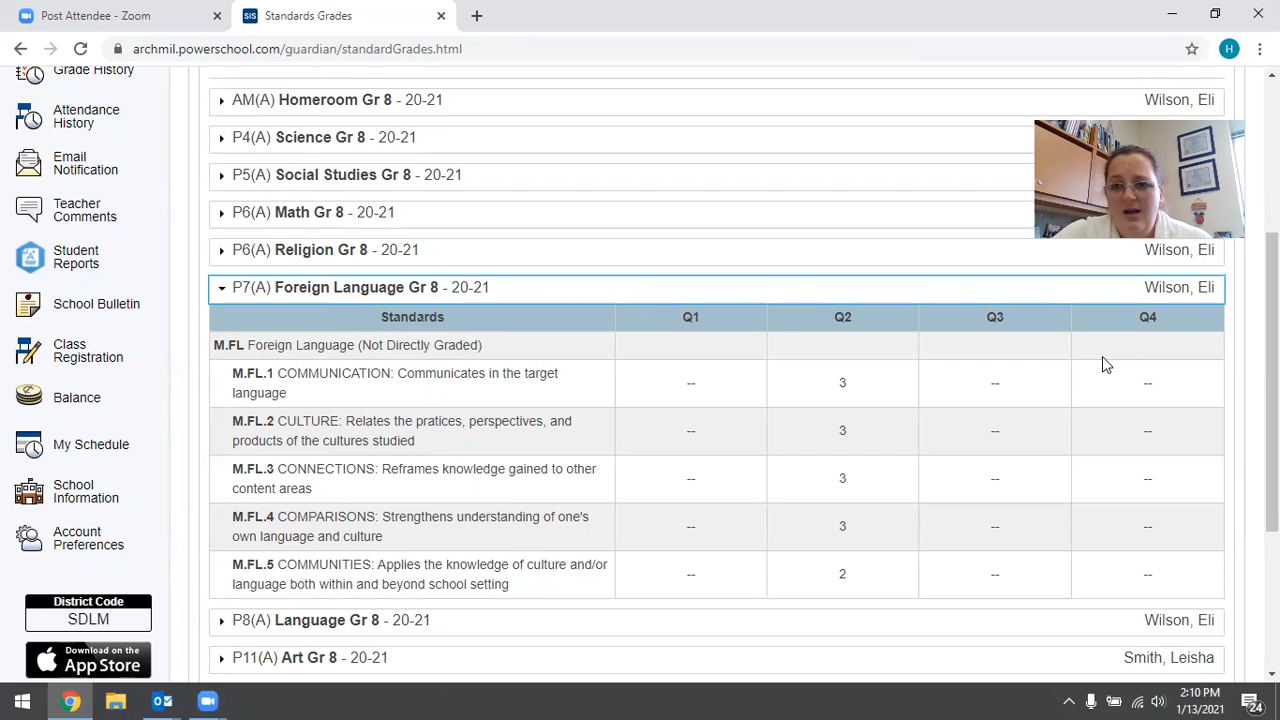 Post Attendee - Zoom
SIS Standards Grades
archmil.powerschool.com/guardian/standardGrades.html
H
Grade History
Attendance
History
Email
Notification
Teacher
Comments
Student
Reports
School Bulletin
Class
Registration
Balance
My Schedule
School
Information
Account
Preferences
District Code
SDLM
Download on the
App Store
AM(A) Homeroom Gr 8 - 20-21 Wilson, Eli
P4(A) Science Gr 8 - 20-21
P5(A) Social Studies Gr 8 - 20-21
P6(A) Math Gr 8 - 20-21
P6(A) Religion Gr 8 - 20-21 Wilson, Eli
P7(A) Foreign Language Gr 8 - 20-21 Wilson, Eli
Standards Q1 Q2 Q3 Q4
M.FL Foreign Language (Not Directly Graded)
M.FL.1 COMMUNICATION: Communicates in the target
language
-- 3 -- --
M.FL.2 CULTURE: Relates the pratices, perspectives, and
products of the cultures studied
-- 3 -- --
M.FL.3 CONNECTIONS: Reframes knowledge gained to other
content areas
-- 3 -- --
M.FL.4 COMPARISONS: Strengthens understanding of one's
own language and culture
-- 3 -- --
M.FL.5 COMMUNITIES: Applies the knowledge of culture and/or
language both within and beyond school setting
-- 2 -- --
P8(A) Language Gr 8 - 20-21 Wilson, Eli
P11(A) Art Gr 8 - 20-21 Smith, Leisha
2:10 PM
1/13/2021
24